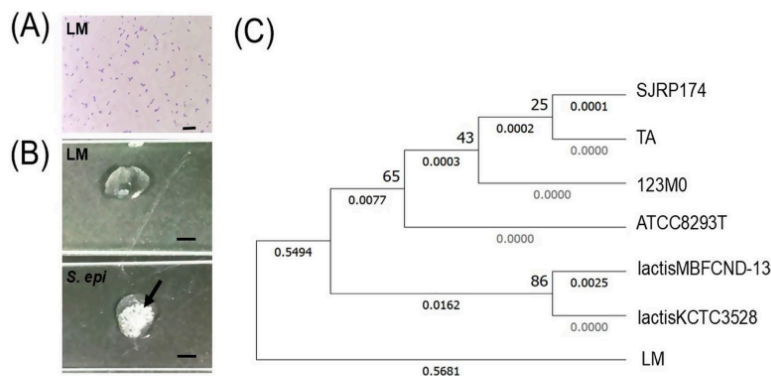 (A)
LM
(B)
LM
S. epi
(C)
SJRP174
25
0.0001
0.0002
TA
43
0.0000
0.0003
123M0
65
0.0000
0.0077
ATCC8293T
0.0000
0.5494
lactisMBFCND-13
86
0.0025
0.0162
lactisKCTC3528
0.0000
LM
0.5681